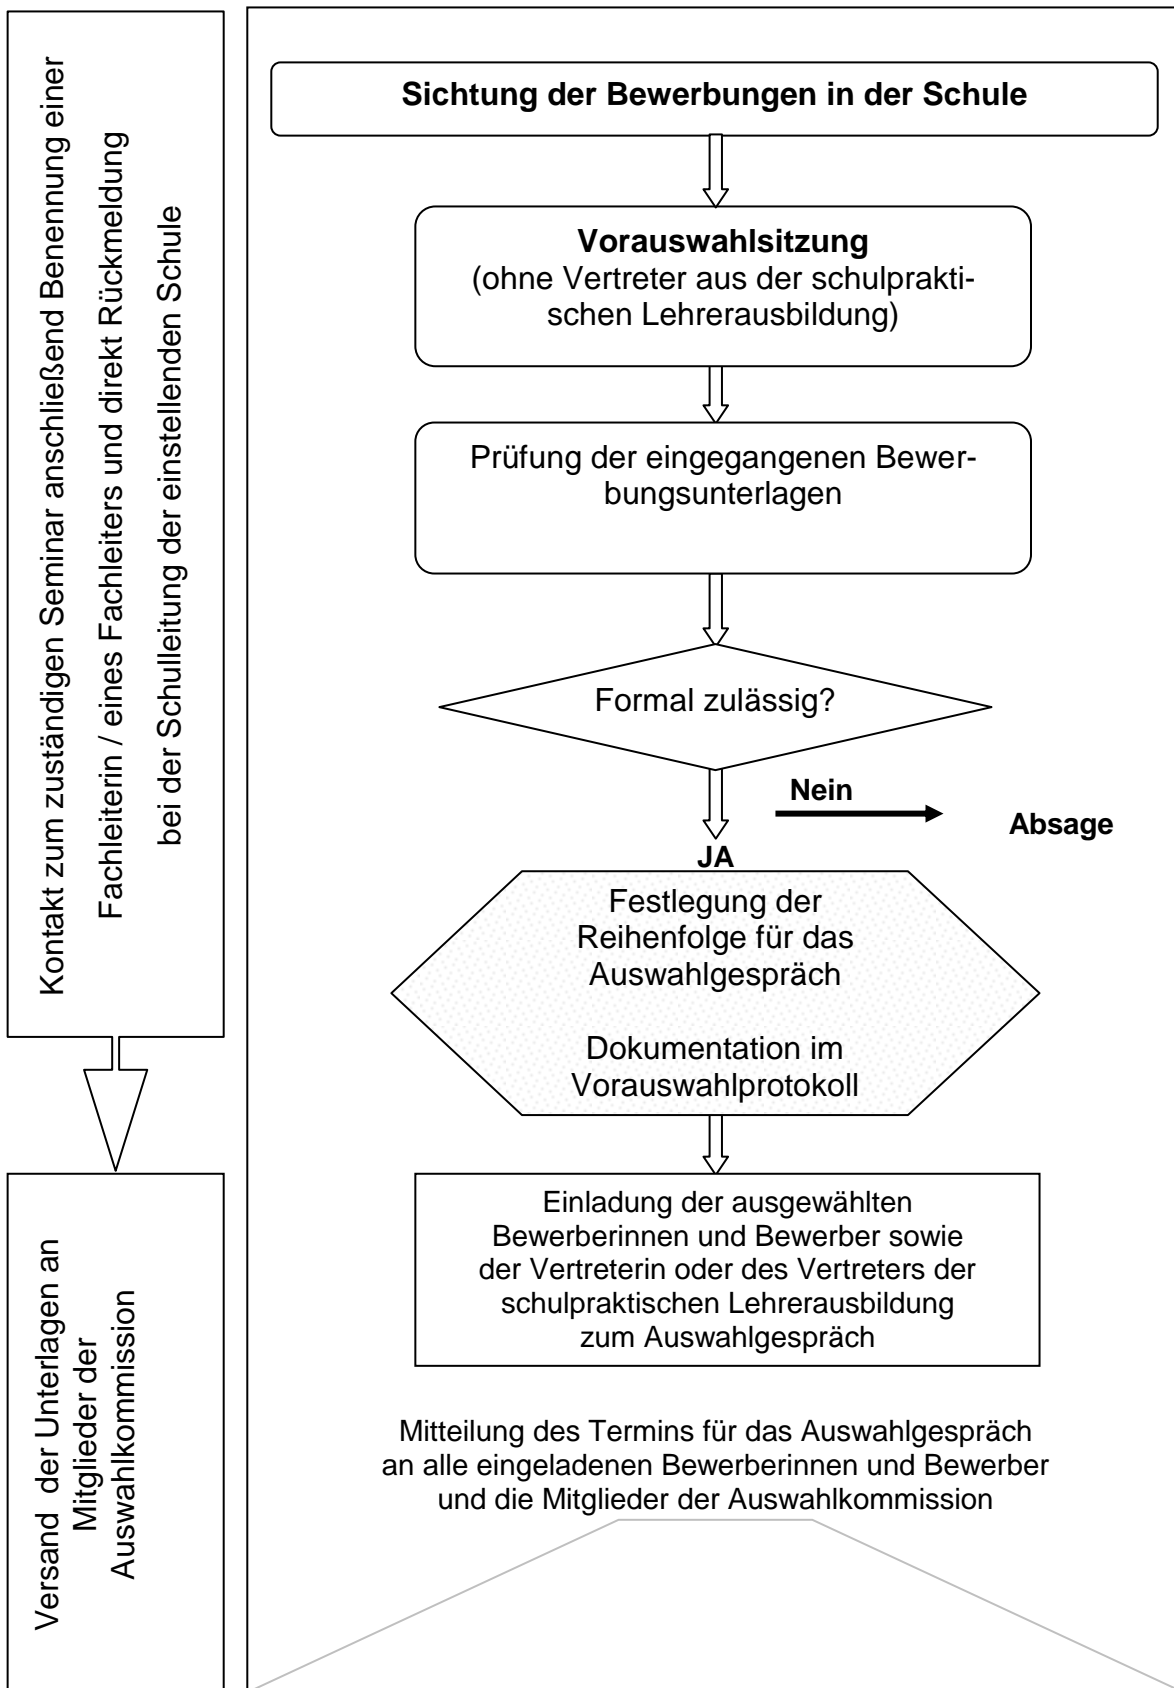 Kontakt zum zuständigen Seminar anschließend Benennung einer
Fachleiterin / eines Fachleiters und direkt Rückmeldung
bei der Schulleitung der einstellenden Schule
Versand der Unterlagen an
Mitglieder der
Auswahlkommission
Sichtung der Bewerbungen in der Schule
Vorauswahlsitzung
(ohne Vertreter aus der schulprakti-
schen Lehrerausbildung)
Prüfung der eingegangenen Bewer-
bungsunterlagen
Formal zulässig?
Nein
Absage
JA
Festlegung der
Reihenfolge für das
Auswahlgespräch
Dokumentation im
Vorauswahlprotokoll
Einladung der ausgewählten
Bewerberinnen und Bewerber sowie
der Vertreterin oder des Vertreters der
schulpraktischen Lehrerausbildung
zum Auswahlgespräch
Mitteilung des Termins für das Auswahlgespräch
an alle eingeladenen Bewerberinnen und Bewerber
und die Mitglieder der Auswahlkommission